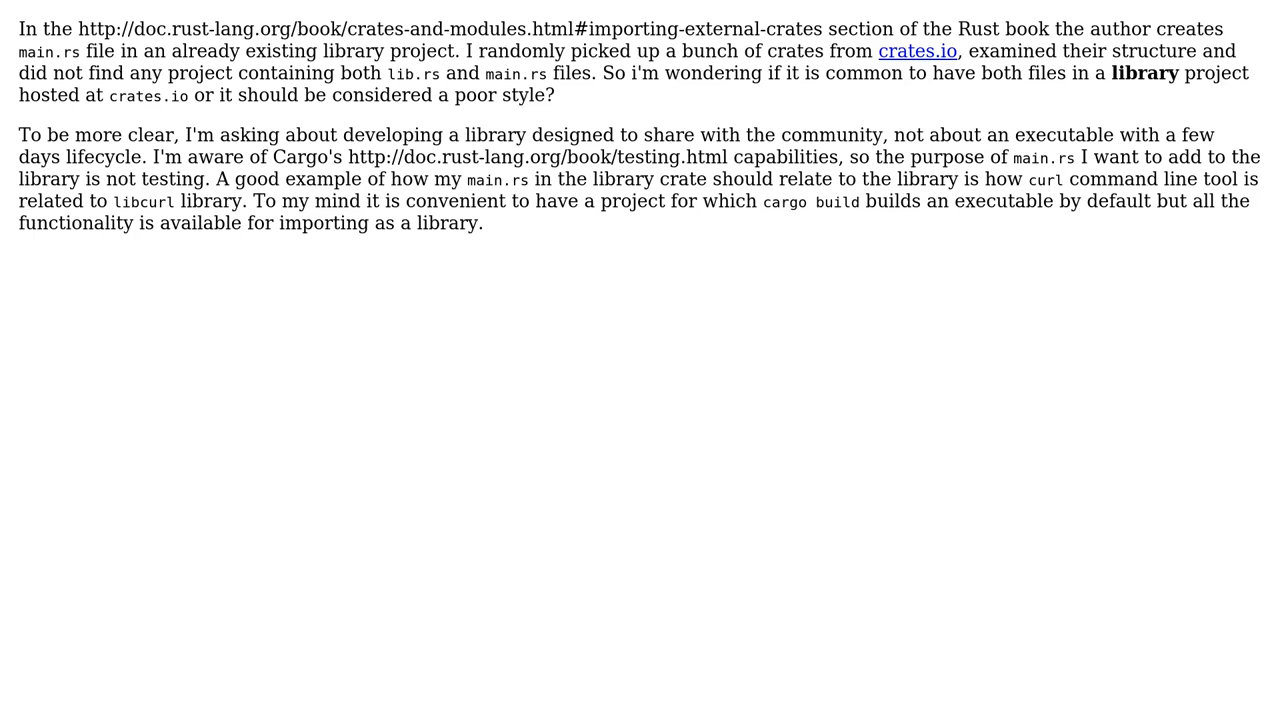 In the http://doc.rust-lang.org/book/crates-and-modules.html#importing-external-crates section of the Rust book the author creates
main.rs file in an already existing library project. I randomly picked up a bunch of crates from crates.io, examined their structure and
did not find any project containing both lib.rs and main.rs files. So i'm wondering if it is common to have both files in a library project
hosted at crates.io or it should be considered a poor style?
To be more clear, I'm asking about developing a library designed to share with the community, not about an executable with a few
days lifecycle. I'm aware of Cargo's http://doc.rust-lang.org/book/testing.html capabilities, so the purpose of main.rs I want to add to the
library is not testing. A good example of how my main.rs in the library crate should relate to the library is how curl command line tool is
related to libcurl library. To my mind it is convenient to have a project for which cargo build builds an executable by default but all the
functionality is available for importing as a library.